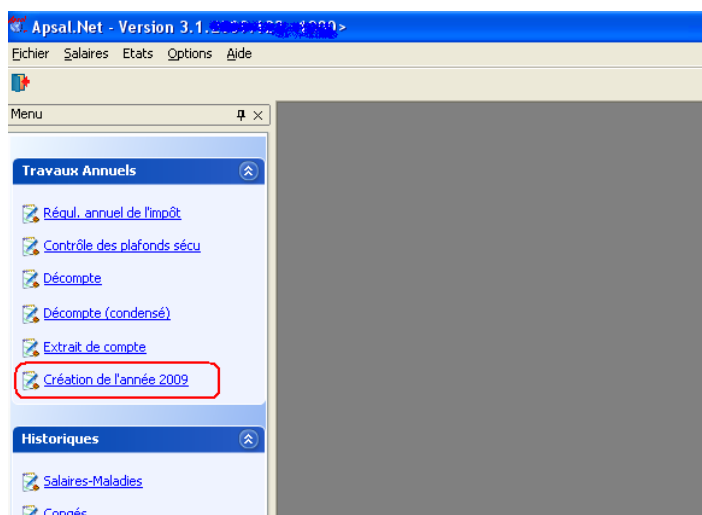 Apsal.Net - Version 3.1.
Fichier Salaires Etats Options Aide
Menu
Travaux Annuels
Régul. annuel de l'impôt
Contrôle des plafonds sécu
Décompte
Décompte (condensé)
Extrait de compte
Création de l'année 2009
Historiques
Salaires-Maladies
Congés